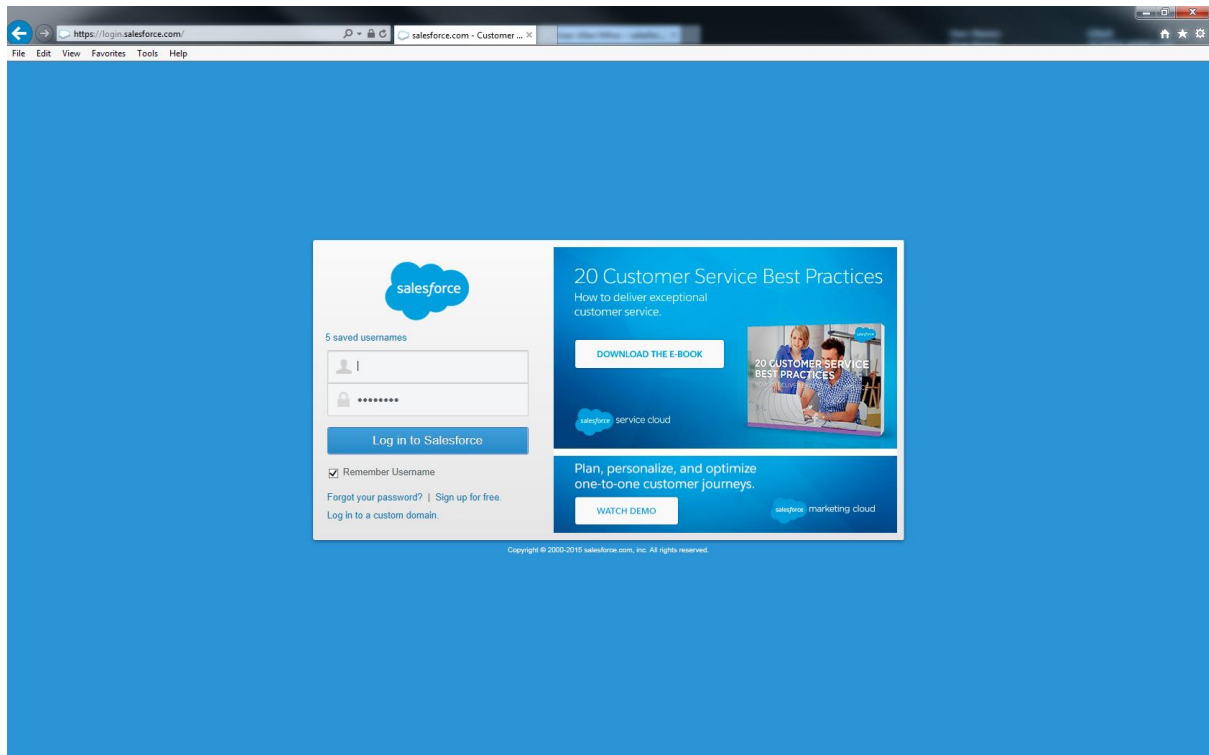 https://login.salesforce.com/
salesforce.com - Customer ...
File Edit View Favorites Tools Help
salesforce
5 saved usernames
••••••••
Log in to Salesforce
Remember Username
Forgot your password? | Sign up for free.
Log in to a custom domain.
20 Customer Service Best Practices
How to deliver exceptional
customer service.
DOWNLOAD THE E-BOOK
salesforce
20 CUSTOMER SERVICE
BEST PRACTICES
salesforce service cloud
Plan, personalize, and optimize
one-to-one customer journeys.
WATCH DEMO
salesforce marketing cloud
Copyright © 2000-2015 salesforce.com, inc. All rights reserved.